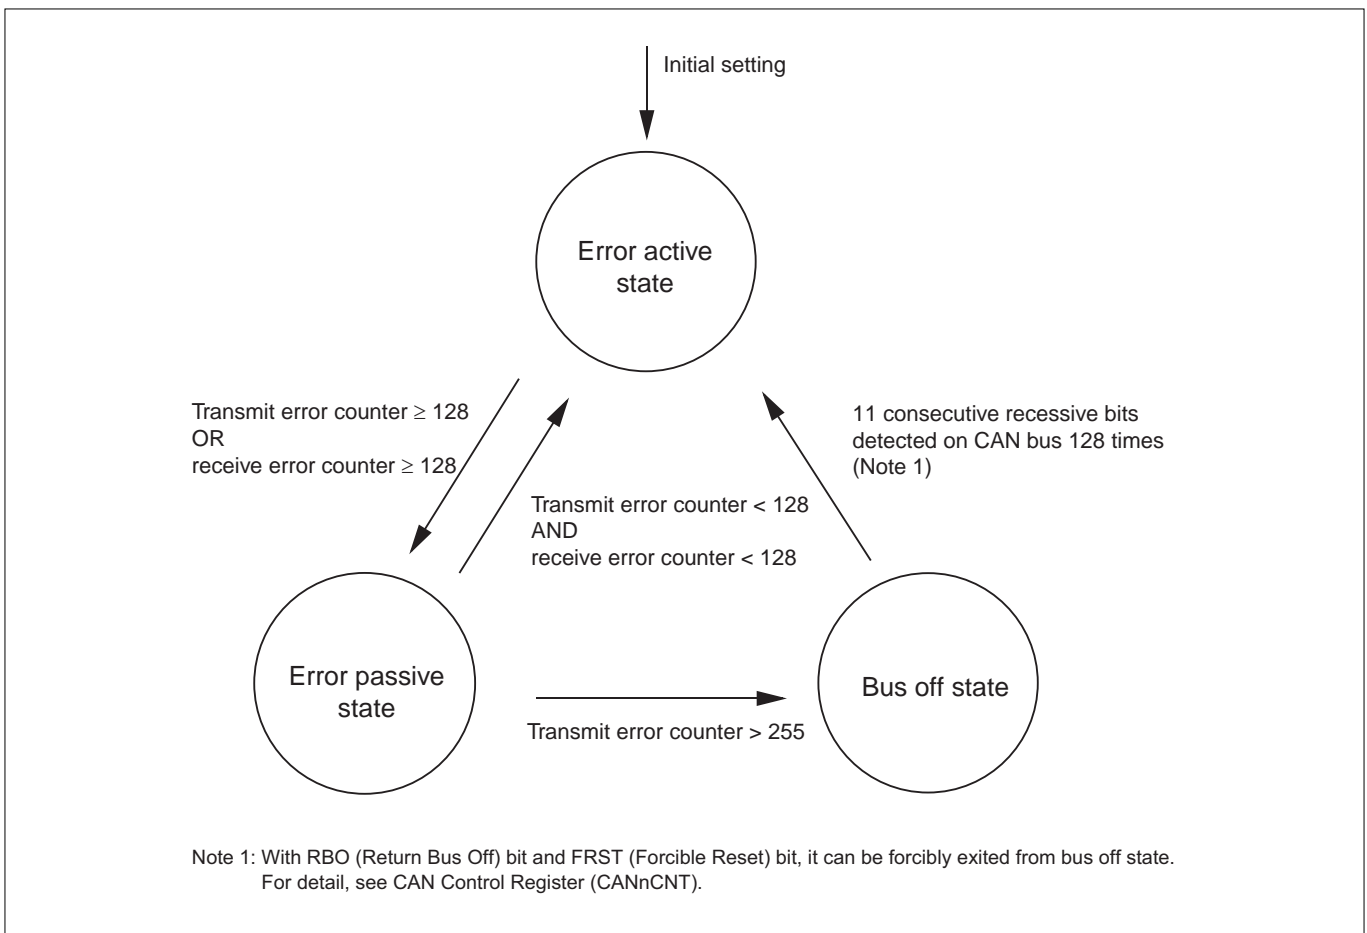 Initial setting
Error active
state
Transmit error counter ≥ 128
OR
receive error counter ≥ 128
11 consecutive recessive bits
detected on CAN bus 128 times
(Note 1)
Transmit error counter < 128
AND
receive error counter < 128
Error passive
state
Bus off state
Transmit error counter > 255
Note 1: With RBO (Return Bus Off) bit and FRST (Forcible Reset) bit, it can be forcibly exited from bus off state.
For detail, see CAN Control Register (CANnCNT).